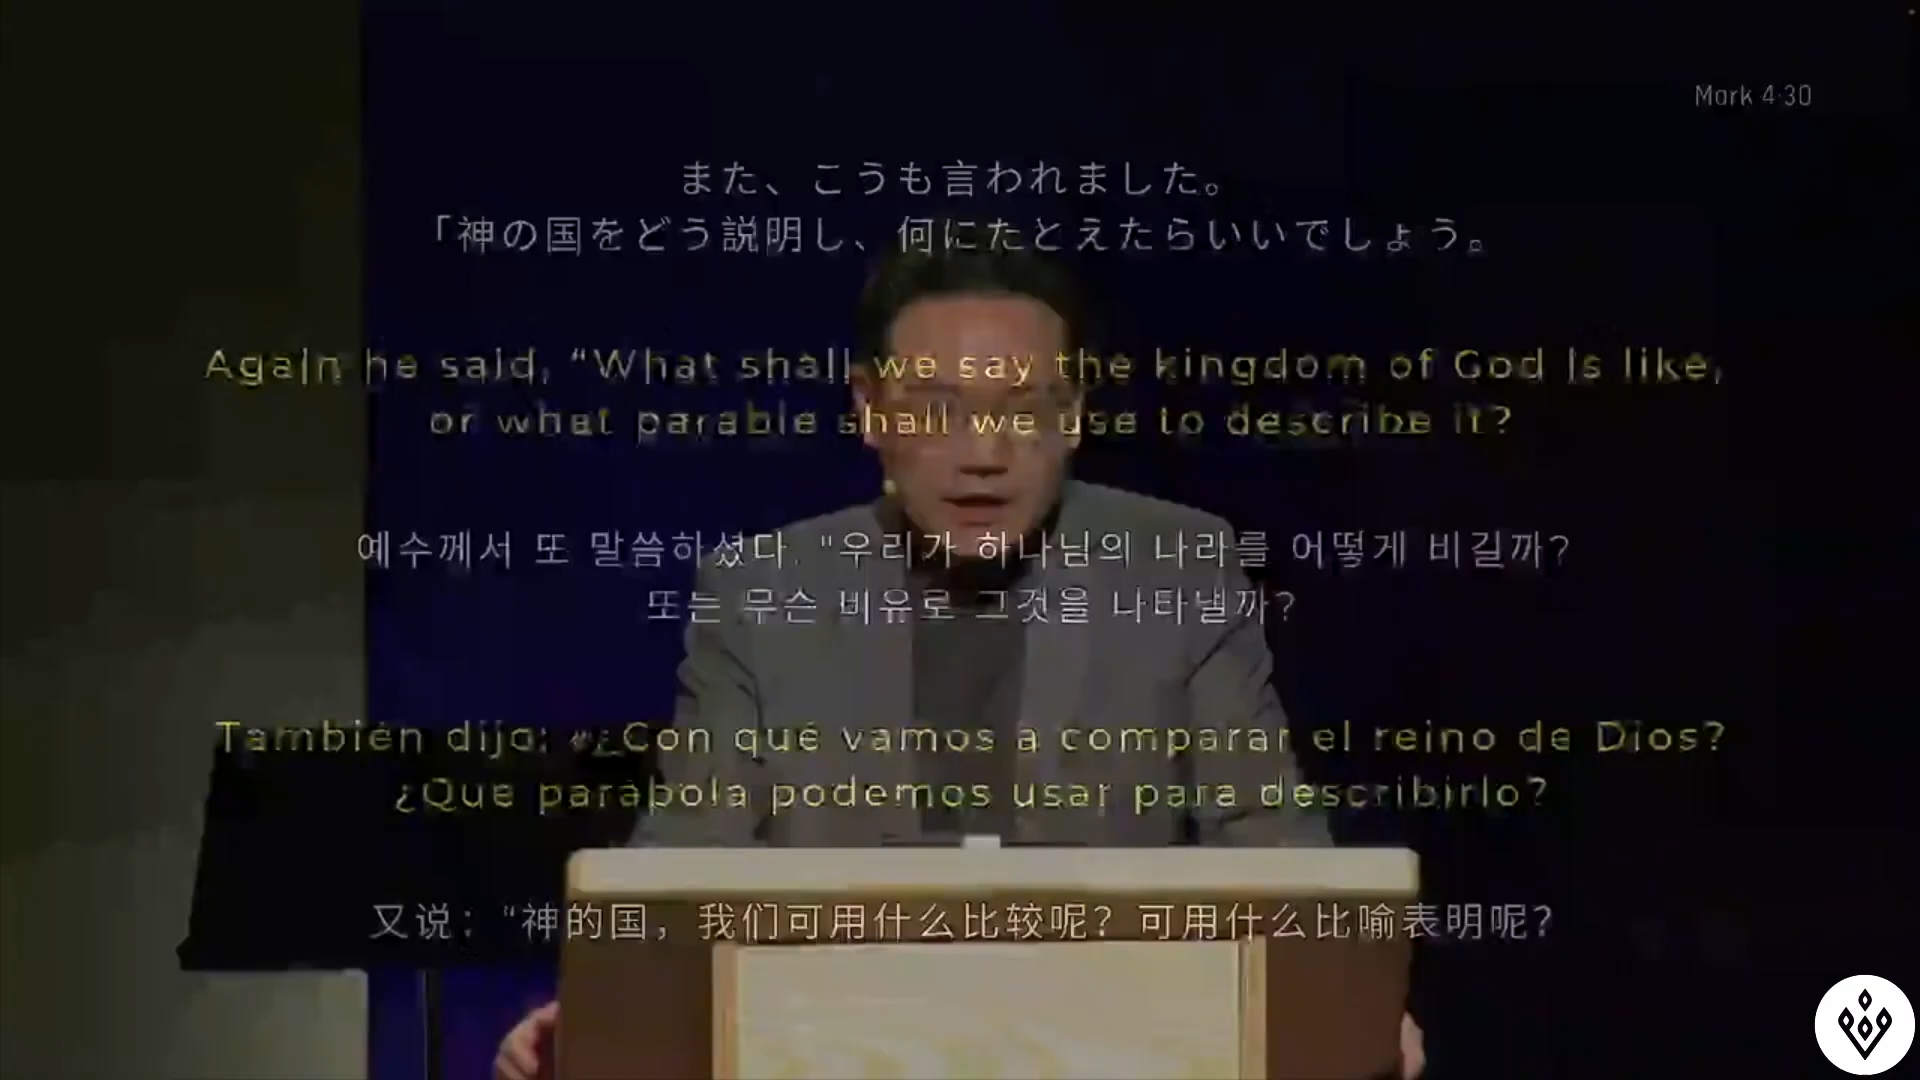 Mark 4:30
また、こうも言われました。
「神の国をどう説明し、何にたとえたらいいでしょう。
Again he said, “What shall we say the kingdom of God is like,
or what parable shall we use to describe it?
예수께서 또 말씀하셨다. "우리가 하나님의 나라를 어떻게 비길까?
또는 무슨 비유로 그것을 나타낼까?
También dijo: «¿Con qué vamos a comparar el reino de Dios?
¿Qué parábola podemos usar para describirlo?
又说：“神的国，我们可用什么比较呢？可用什么比喻表明呢？